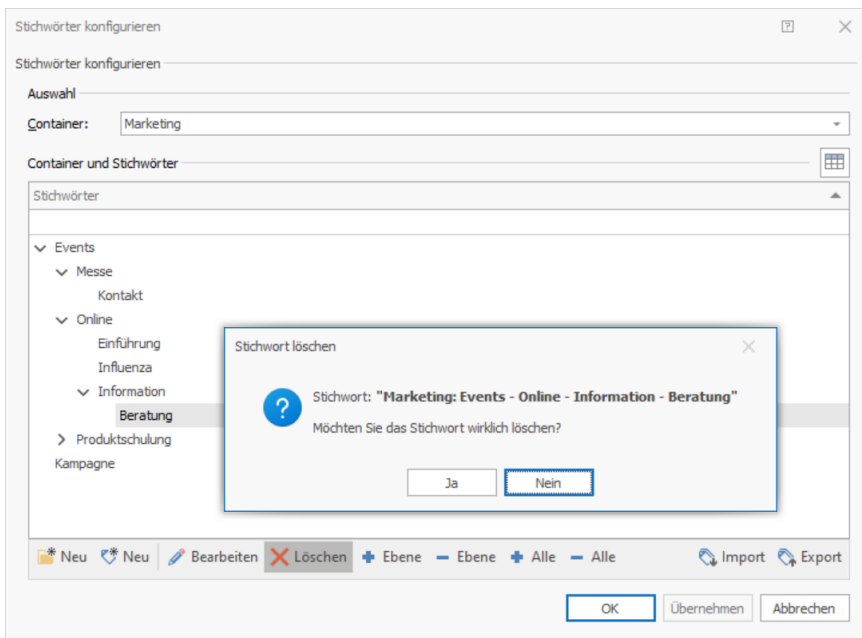 Stichwörter konfigurieren
Stichwörter konfigurieren
Auswahl
Container: Marketing
Container und Stichwörter
Stichwörter
Events
Messe
Kontakt
Online
Einführung
Influenza
Information
Beratung
Produktschulung
Kampagne
Stichwort löschen
Stichwort: "Marketing: Events - Online - Information - Beratung"
Möchten Sie das Stichwort wirklich löschen?
Ja Nein
Neu Neu Bearbeiten Löschen Ebene Ebene Alle Alle Import Export
OK Übernehmen Abbrechen